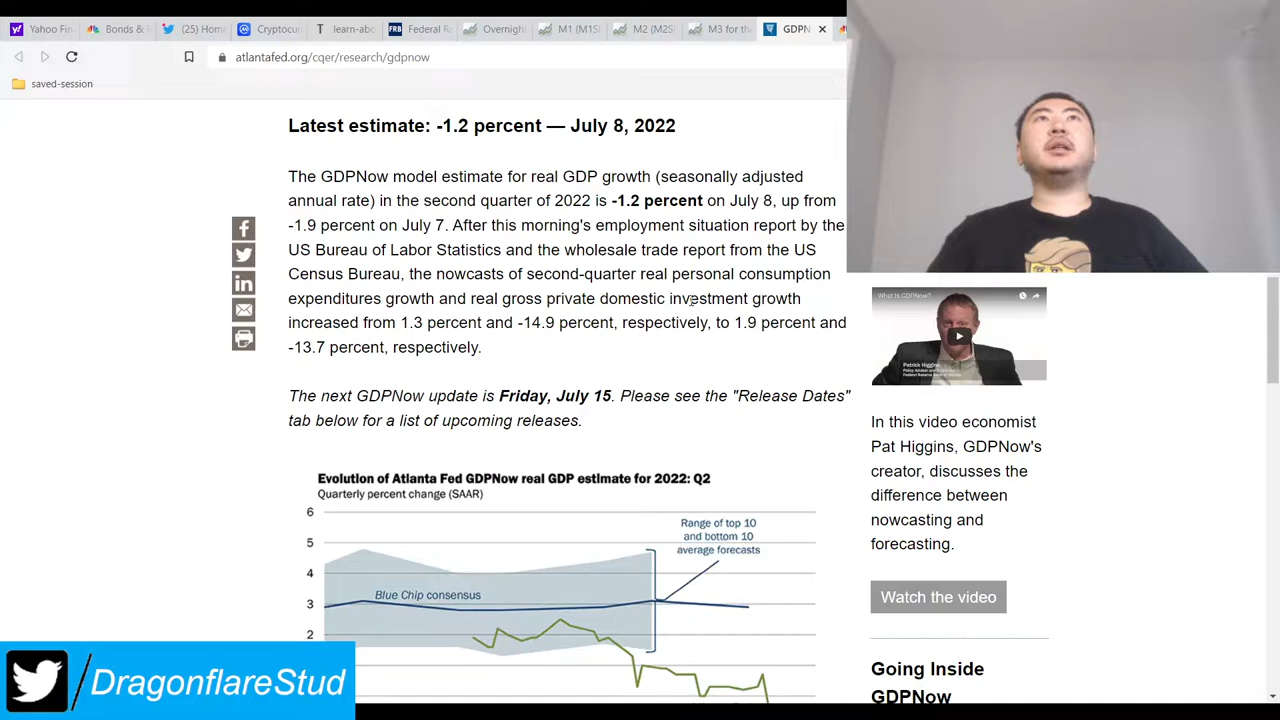 Yahoo Fina
Bonds &
(25) Home
Cryptocur
learn-abo
FRB
Federal R
Overnigh
M1 (M1S
M2 (M2S
M3 for th
GDPN
atlantafed.org/cqer/research/gdpnow
saved-session
Latest estimate: -1.2 percent — July 8, 2022
The GDPNow model estimate for real GDP growth (seasonally adjusted
annual rate) in the second quarter of 2022 is -1.2 percent on July 8, up from
-1.9 percent on July 7. After this morning's employment situation report by the
US Bureau of Labor Statistics and the wholesale trade report from the US
Census Bureau, the nowcasts of second-quarter real personal consumption
expenditures growth and real gross private domestic investment growth
increased from 1.3 percent and -14.9 percent, respectively, to 1.9 percent and
-13.7 percent, respectively.
The next GDPNow update is Friday, July 15. Please see the "Release Dates"
tab below for a list of upcoming releases.
Evolution of Atlanta Fed GDPNow real GDP estimate for 2022: Q2
Quarterly percent change (SAAR)
6
5
4
3
2
Range of top 10
and bottom 10
average forecasts
Blue Chip consensus
What Is GDPNow?
Patrick Higgins
In this video economist
Pat Higgins, GDPNow's
creator, discusses the
difference between
nowcasting and
forecasting.
Watch the video
Going Inside
GDPNow
DragonflareStud